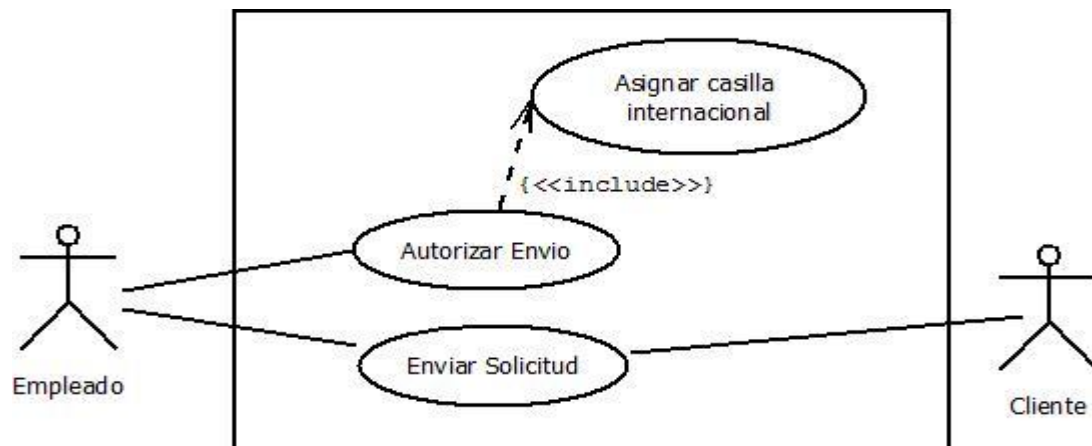 Asignar casilla
internacional
{<<include>>}
Autorizar Envio
Enviar Solicitud
Empleado
Cliente